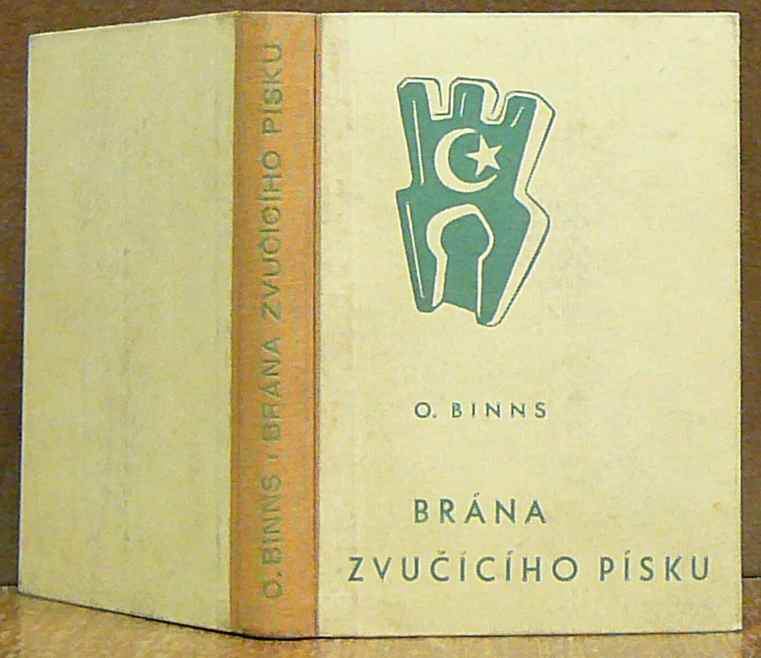 O. BINNS : BRÁNA ZVUČÍCÍHO PÍSKU
O. BINNS
BRÁNA
ZVUČÍCÍHO PÍSKU